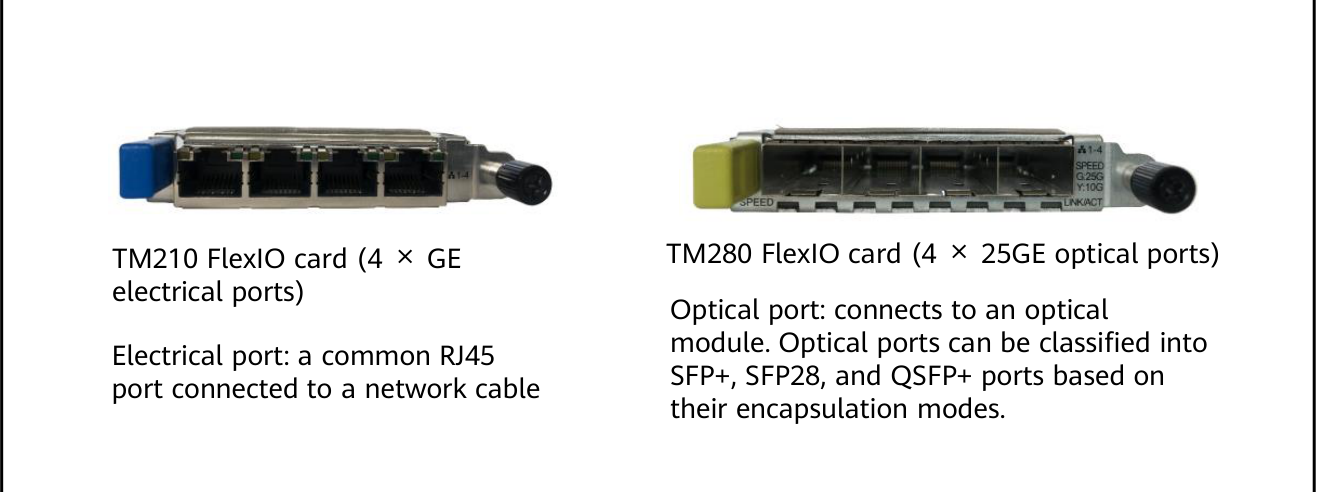 1-4
TM210 FlexIO card (4 × GE
electrical ports)
Electrical port: a common RJ45
port connected to a network cable
1-4
SPEED
G:25G
Y:10G
SPEED
LINK/ACT
TM280 FlexIO card (4 × 25GE optical ports)
Optical port: connects to an optical
module. Optical ports can be classified into
SFP+, SFP28, and QSFP+ ports based on
their encapsulation modes.